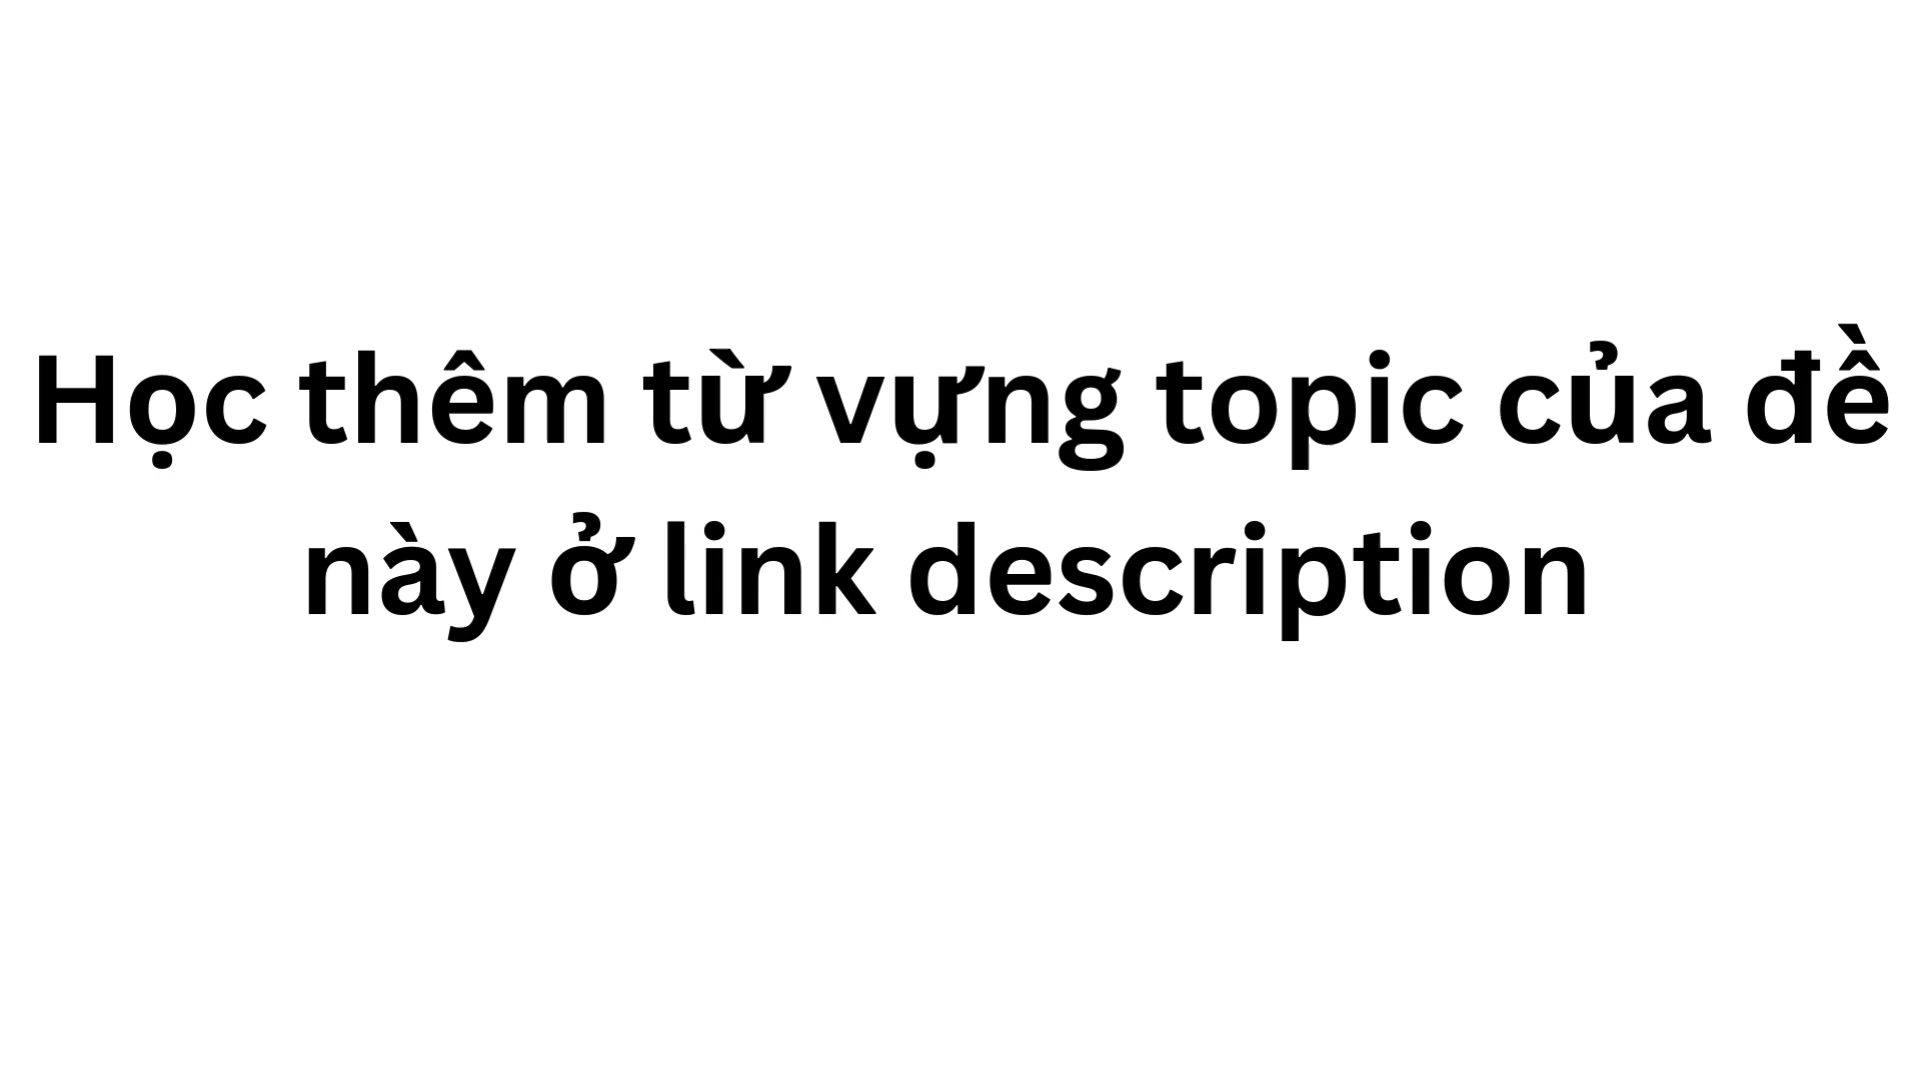 Học thêm từ vựng topic của đề
này ở link description